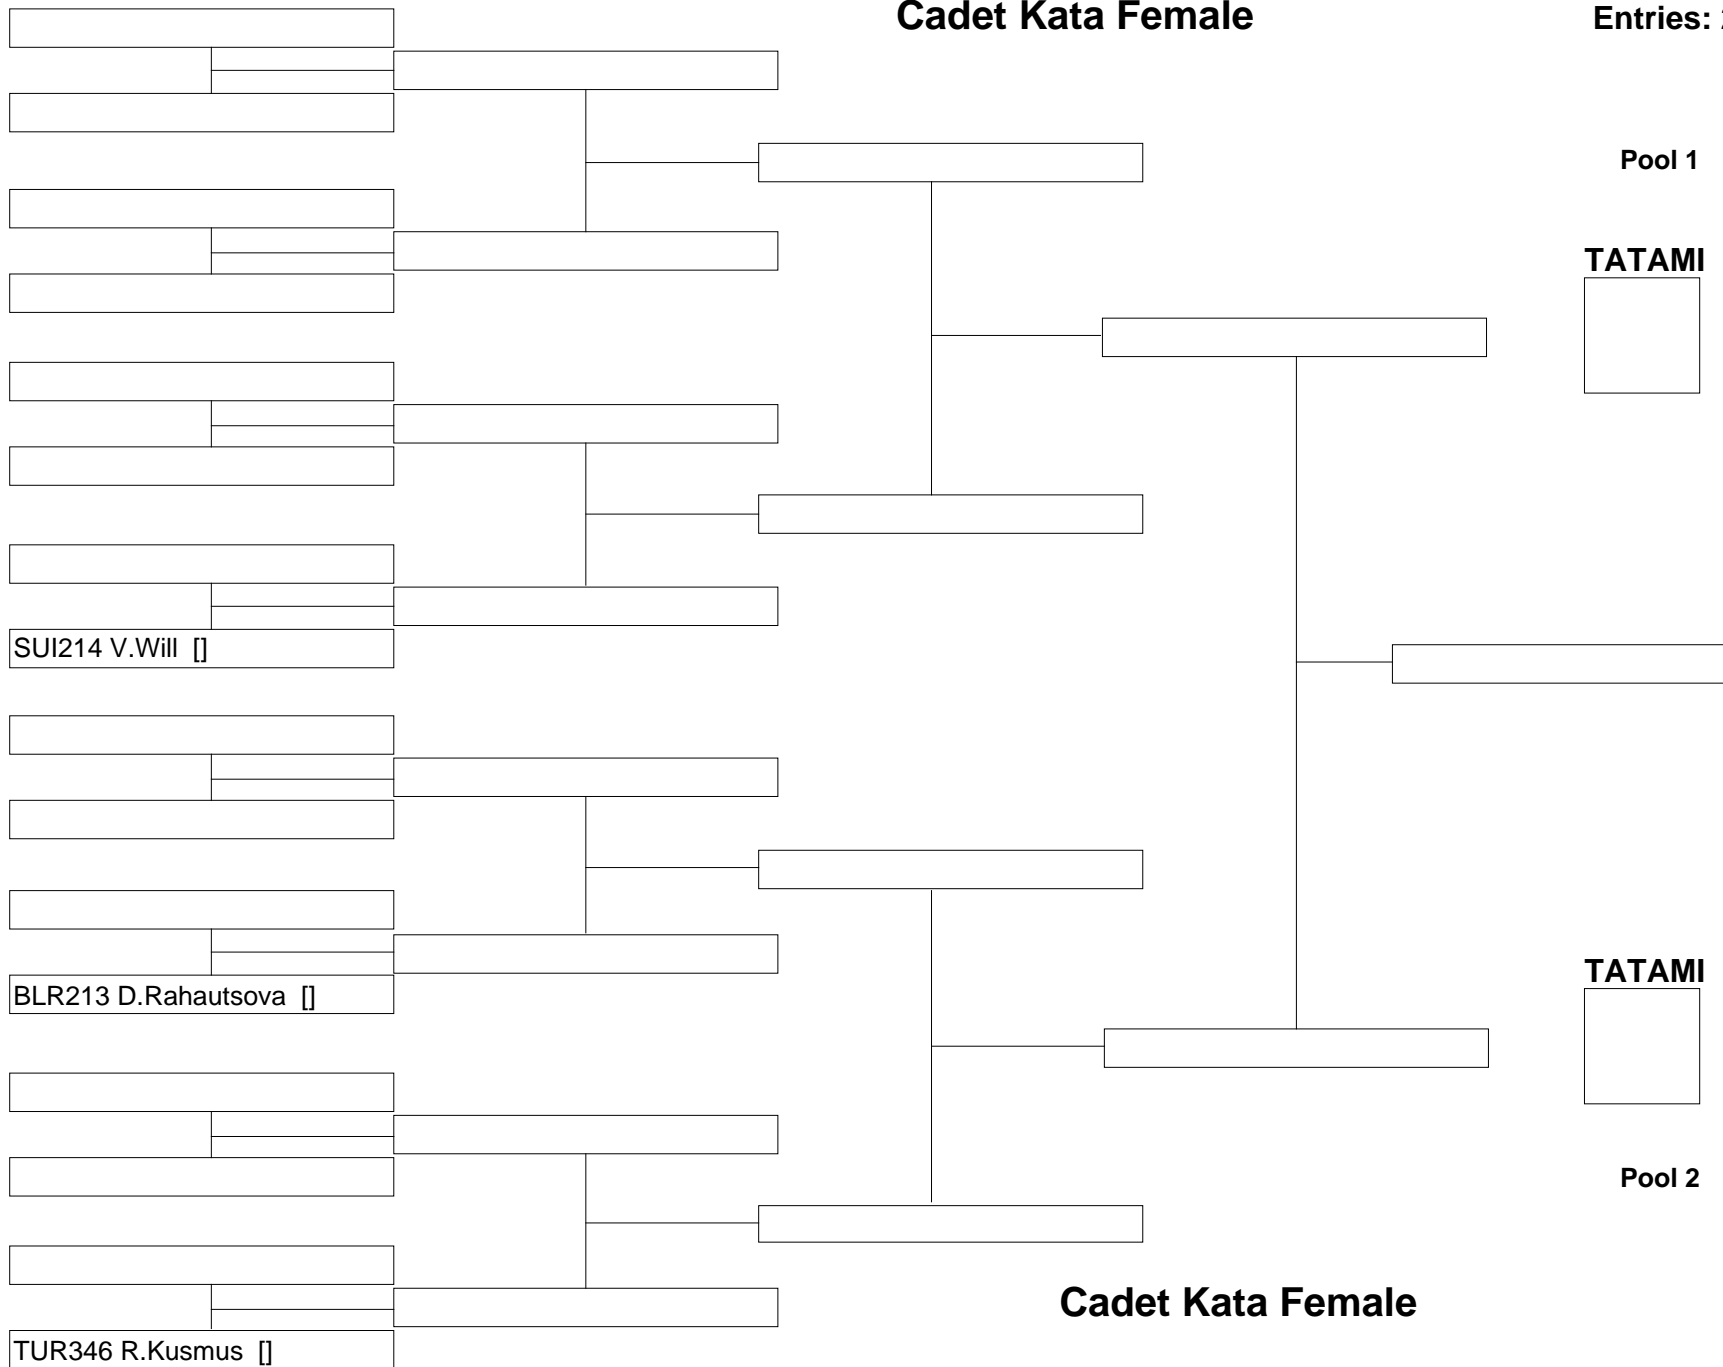 Cadet Kata Female
Entries:
Pool 1
TATAMI
SUI214 V.Will []
BLR213 D.Rahautsova []
TATAMI
Pool 2
Cadet Kata Female
TUR346 R.Kusmus []